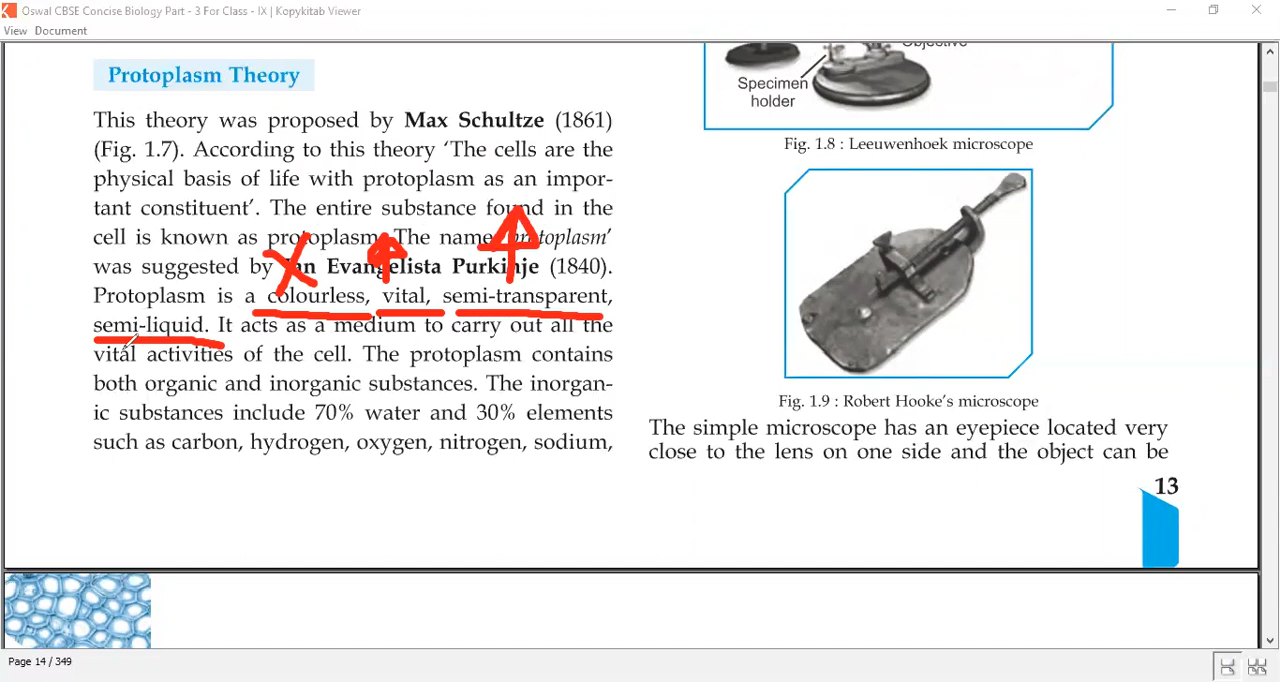 Oswal CBSE Concise Biology Part - 3 For Class - IX | Kopykitab Viewer
View Document
Protoplasm Theory
This theory was proposed by Max Schultze (1861)
(Fig. 1.7). According to this theory ‘The cells are the
physical basis of life with protoplasm as an impor-
tant constituent’. The entire substance found in the
cell is known as protoplasm. The name ‘protoplasm’
was suggested by Jan Evangelista Purkinje (1840).
Protoplasm is a colourless, vital, semi-transparent,
semi-liquid. It acts as a medium to carry out all the
vital activities of the cell. The protoplasm contains
both organic and inorganic substances. The inorgan-
ic substances include 70% water and 30% elements
such as carbon, hydrogen, oxygen, nitrogen, sodium,
Objective
Specimen
holder
Fig. 1.8 : Leeuwenhoek microscope
Fig. 1.9 : Robert Hooke's microscope
The simple microscope has an eyepiece located very
close to the lens on one side and the object can be
13
Page 14 / 349